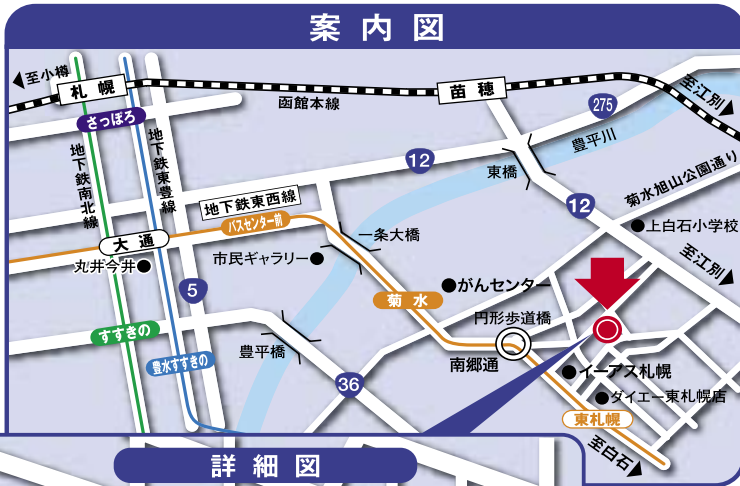 案内図
至小樽
札幌
苗穂
至江別
函館本線
275
さっぽろ
豊平川
地下鉄南北線
地下鉄東豊線
12
東橋
菊水旭山公園通り
地下鉄東西線
12
バスセンター前
一条大橋
上白石小学校
大通
丸井今井
市民ギャラリー
至江別
5
がんセンター
菊水
円形歩道橋
すすきの
豊平橋
南郷通
豊水すすきの
36
イーアス札幌
ダイエー東札幌店
東札幌
至白石
詳細図